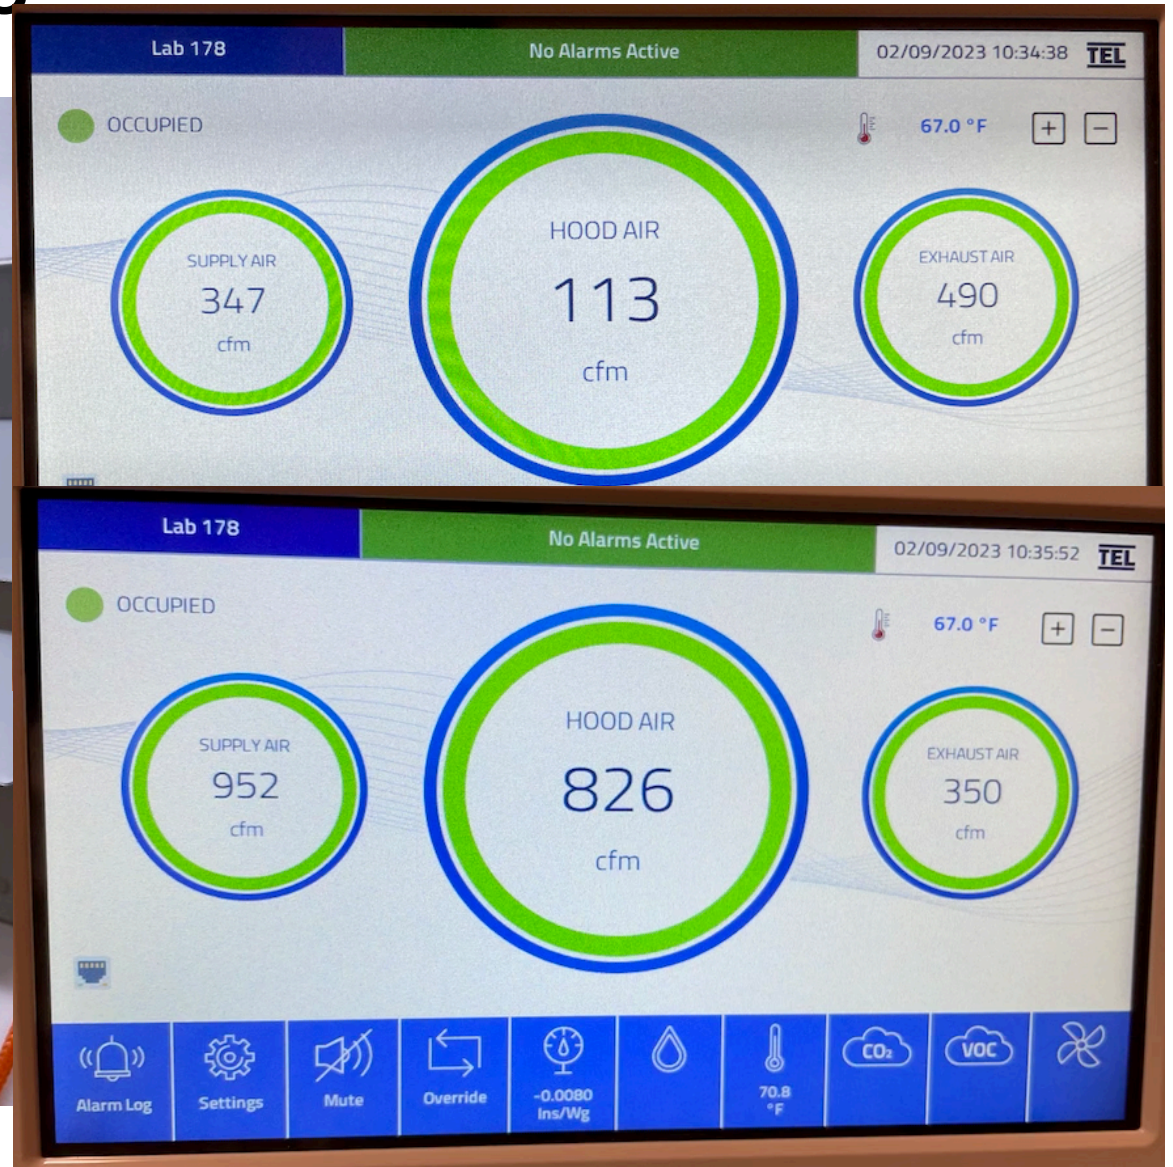 Lab 178
No Alarms Active
02/09/2023 10:34:38 TEL
OCCUPIED
67.0 °F + −
SUPPLY AIR
347
cfm
HOOD AIR
113
cfm
EXHAUST AIR
490
cfm
Lab 178
No Alarms Active
02/09/2023 10:35:52 TEL
OCCUPIED
67.0 °F + −
SUPPLY AIR
952
cfm
HOOD AIR
826
cfm
EXHAUST AIR
350
cfm
Alarm Log
Settings
Mute
Override
-0.0080
Ins/Wg
70.8
°F
CO₂
VOC